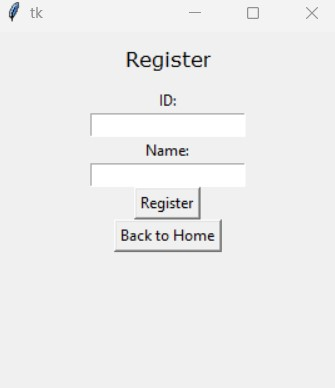 tk
Register
ID:
Name:
Register
Back to Home